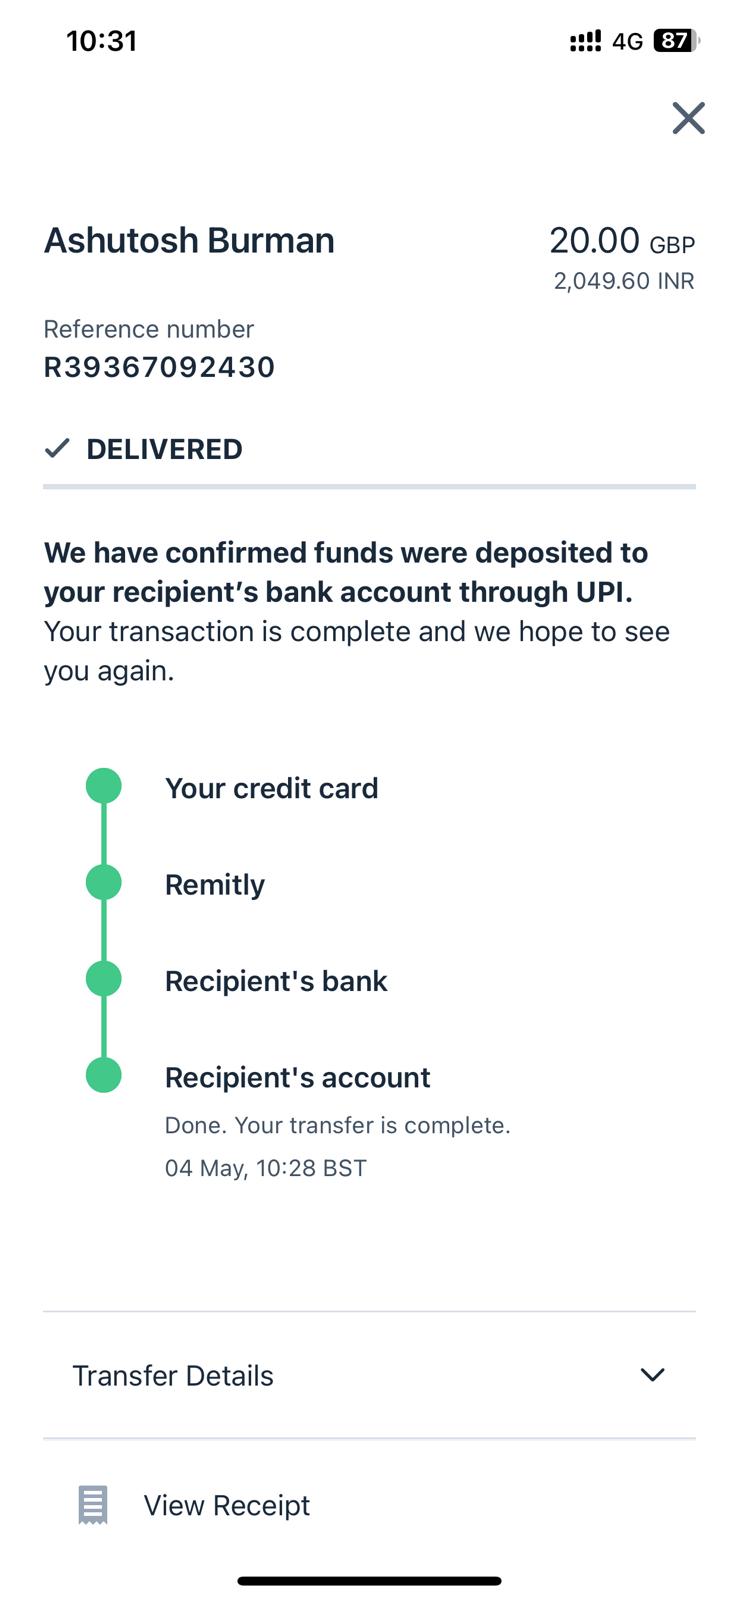 10:31
4G
87
Ashutosh Burman
20.00 GBP
2,049.60 INR
Reference number
R39367092430
DELIVERED
We have confirmed funds were deposited to
your recipient’s bank account through UPI.
Your transaction is complete and we hope to see
you again.
Your credit card
Remitly
Recipient's bank
Recipient's account
Done. Your transfer is complete.
04 May, 10:28 BST
Transfer Details
View Receipt